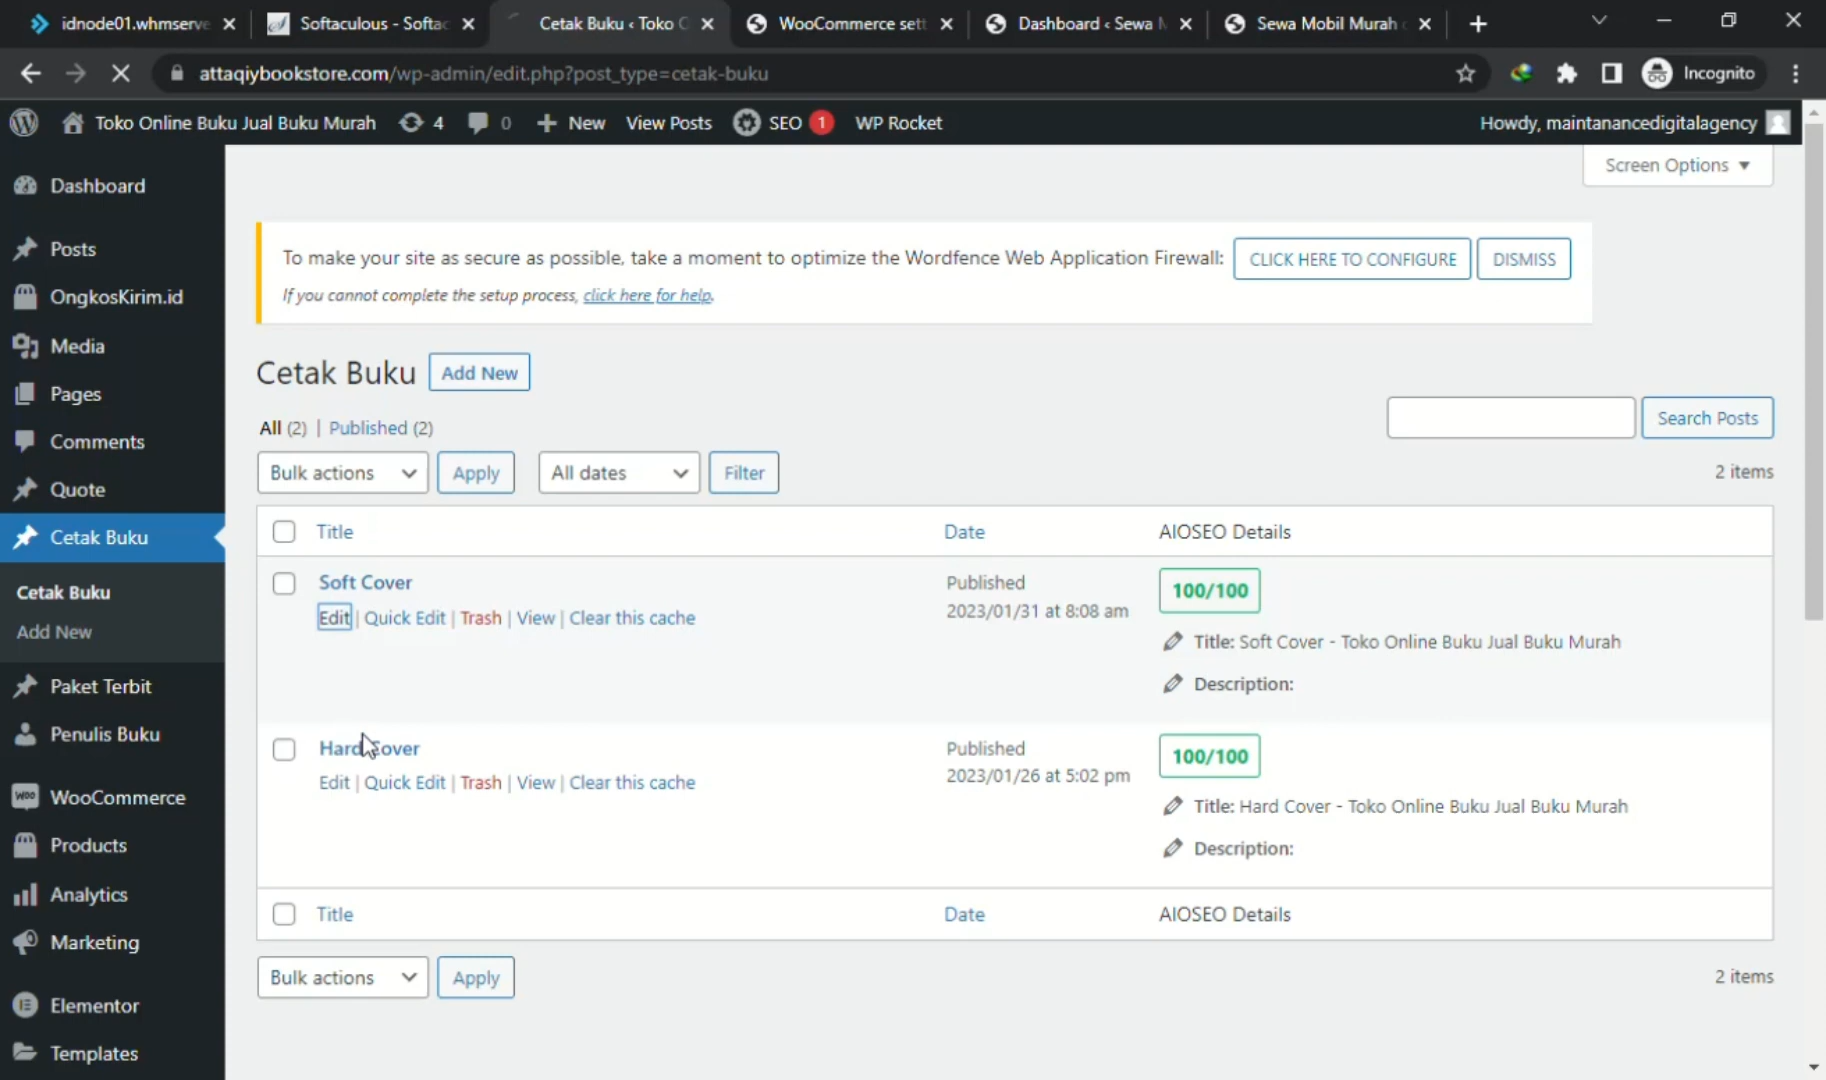 idnode01.whmserve
Softaculous - Softac
Cetak Buku ‹ Toko O
WooCommerce sett
Dashboard ‹ Sewa M
Sewa Mobil Murah
attaqiybookstore.com/wp-admin/edit.php?post_type=cetak-buku
Incognito
Toko Online Buku Jual Buku Murah
4
0
New
View Posts
SEO 1
WP Rocket
Howdy, maintanancedigitalagency
Screen Options
Dashboard
Posts
OngkosKirim.id
Media
Pages
Comments
Quote
Cetak Buku
Cetak Buku
Add New
Paket Terbit
Penulis Buku
Woo WooCommerce
Products
Analytics
Marketing
Elementor
Templates
To make your site as secure as possible, take a moment to optimize the Wordfence Web Application Firewall: CLICK HERE TO CONFIGURE DISMISS
If you cannot complete the setup process, click here for help.
Cetak Buku Add New
All (2) | Published (2)
Search Posts
Bulk actions Apply All dates Filter 2 items
Title Date AIOSEO Details
Soft Cover
Edit | Quick Edit | Trash | View | Clear this cache
Published
2023/01/31 at 8:08 am
100/100
Title: Soft Cover - Toko Online Buku Jual Buku Murah
Description:
Hard Cover
Edit | Quick Edit | Trash | View | Clear this cache
Published
2023/01/26 at 5:02 pm
100/100
Title: Hard Cover - Toko Online Buku Jual Buku Murah
Description:
Title Date AIOSEO Details
Bulk actions Apply 2 items